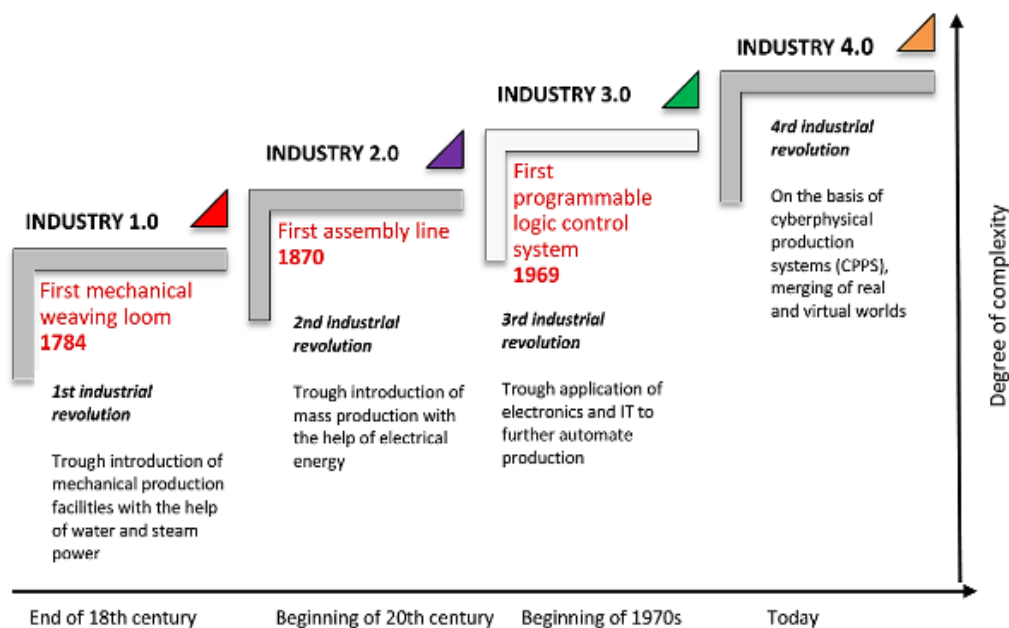 INDUSTRY 1.0
First mechanical
weaving loom
1784
1st industrial
revolution
Trough introduction of
mechanical production
facilities with the help
of water and steam
power
End of 18th century
INDUSTRY 2.0
First assembly line
1870
2nd industrial
revolution
Trough introduction of
mass production with
the help of electrical
energy
Beginning of 20th century
INDUSTRY 3.0
First
programmable
logic control
system
1969
3rd industrial
revolution
Trough application of
electronics and IT to
further automate
production
Beginning of 1970s
INDUSTRY 4.0
4rd industrial
revolution
On the basis of
cyberphysical
production
systems (CPPS),
merging of real
and virtual worlds
Today
Degree of complexity